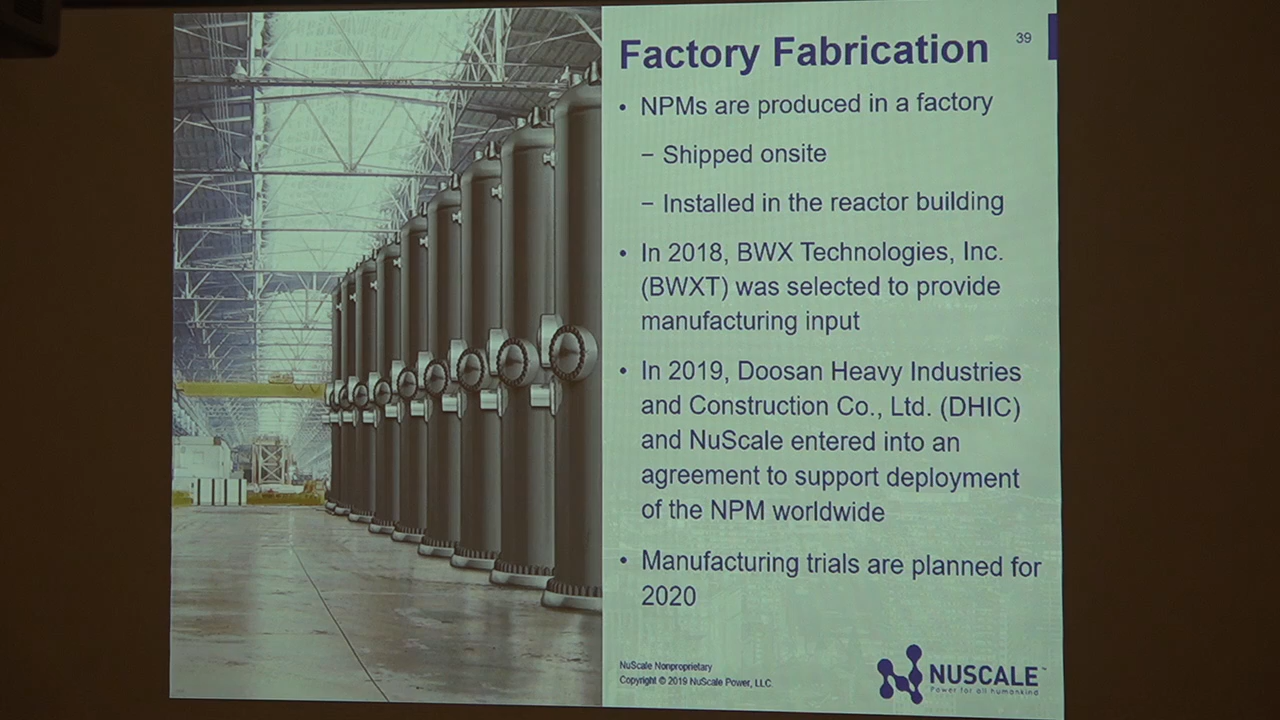 Factory Fabrication
39
• NPMs are produced in a factory
– Shipped onsite
– Installed in the reactor building
• In 2018, BWX Technologies, Inc.
(BWXT) was selected to provide
manufacturing input
• In 2019, Doosan Heavy Industries
and Construction Co., Ltd. (DHIC)
and NuScale entered into an
agreement to support deployment
of the NPM worldwide
• Manufacturing trials are planned for
2020
NuScale Nonproprietary
Copyright © 2019 NuScale Power, LLC.
NUSCALE™
Power for all humankind